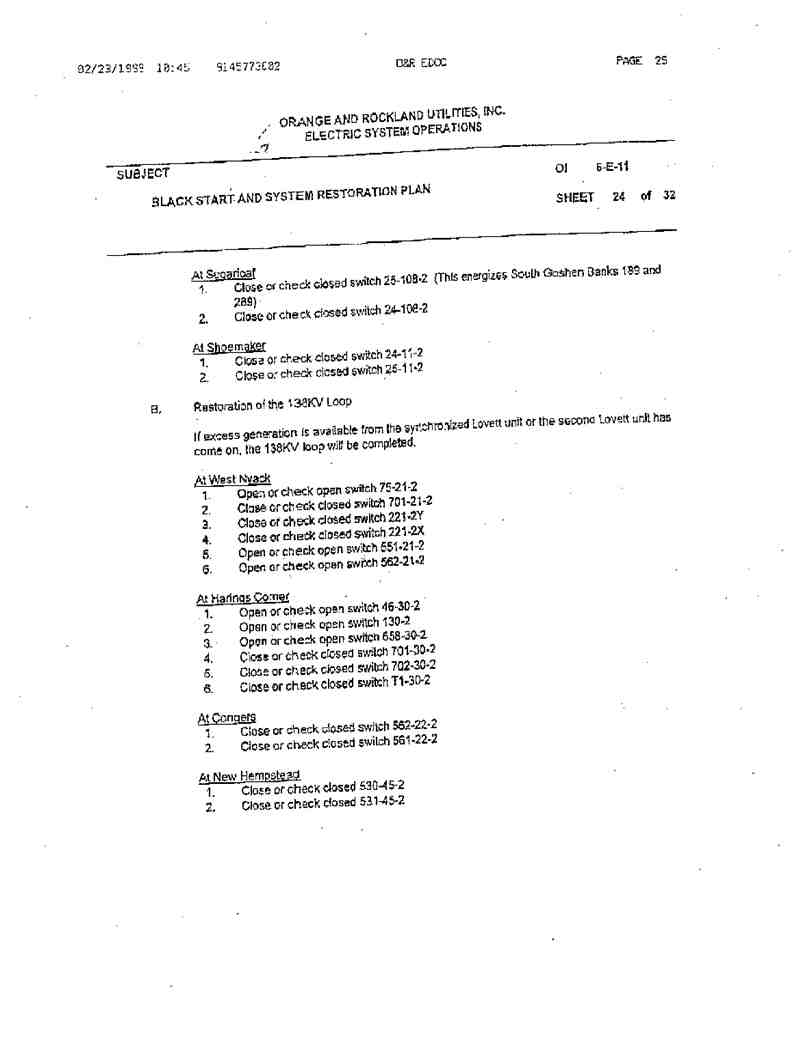 02/23/1999 10:45 9145773082 O&R EDOC PAGE 25
ORANGE AND ROCKLAND UTILITIES, INC.
ELECTRIC SYSTEM OPERATIONS
SUBJECT OI 6-E-11
BLACK START AND SYSTEM RESTORATION PLAN SHEET 24 of 32
At Sugarloaf
1. Close or check closed switch 25-108-2 (This energizes South Goshen Banks 189 and
289)
2. Close or check closed switch 24-108-2
At Shoemaker
1. Close or check closed switch 24-11-2
2. Close or check closed switch 25-11-2
B. Restoration of the 138KV Loop
If excess generation is available from the synchronized Lovett unit or the second Lovett unit has
come on, the 138KV loop will be completed.
At West Nyack
1. Open or check open switch 75-21-2
2. Close or check closed switch 701-21-2
3. Close or check closed switch 221-2Y
4. Close or check closed switch 221-2X
5. Open or check open switch 551-21-2
6. Open or check open switch 562-21-2
At Harings Corner
1. Open or check open switch 46-30-2
2. Open or check open switch 130-2
3. Open or check open switch 658-30-2
4. Close or check closed switch 701-30-2
5. Close or check closed switch 702-30-2
6. Close or check closed switch T1-30-2
At Congers
1. Close or check closed switch 562-22-2
2. Close or check closed switch 561-22-2
At New Hempstead
1. Close or check closed 530-45-2
2. Close or check closed 531-45-2